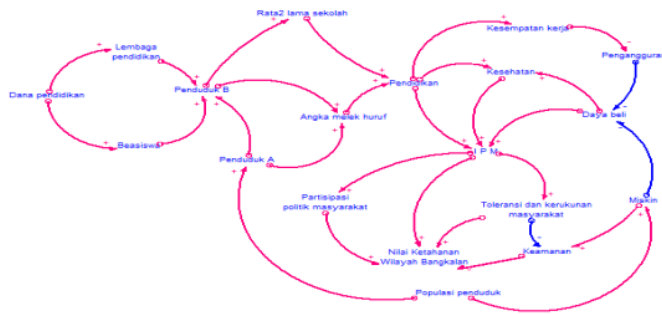 Rata2 lama sekolah
Kesempatan kerja
Lembaga
pendidikan
Pengangguran
Pendidikan
Kesehatan
Dana pendidikan
Penduduk B
Angka melek huruf
Daya beli
Beasiswa
I P M
Penduduk A
Partisipasi
politik masyarakat
Toleransi dan kerukunan
masyarakat
Miskin
Nilai Ketahanan
Wilayah Bangkalan
Keamanan
Populasi penduduk